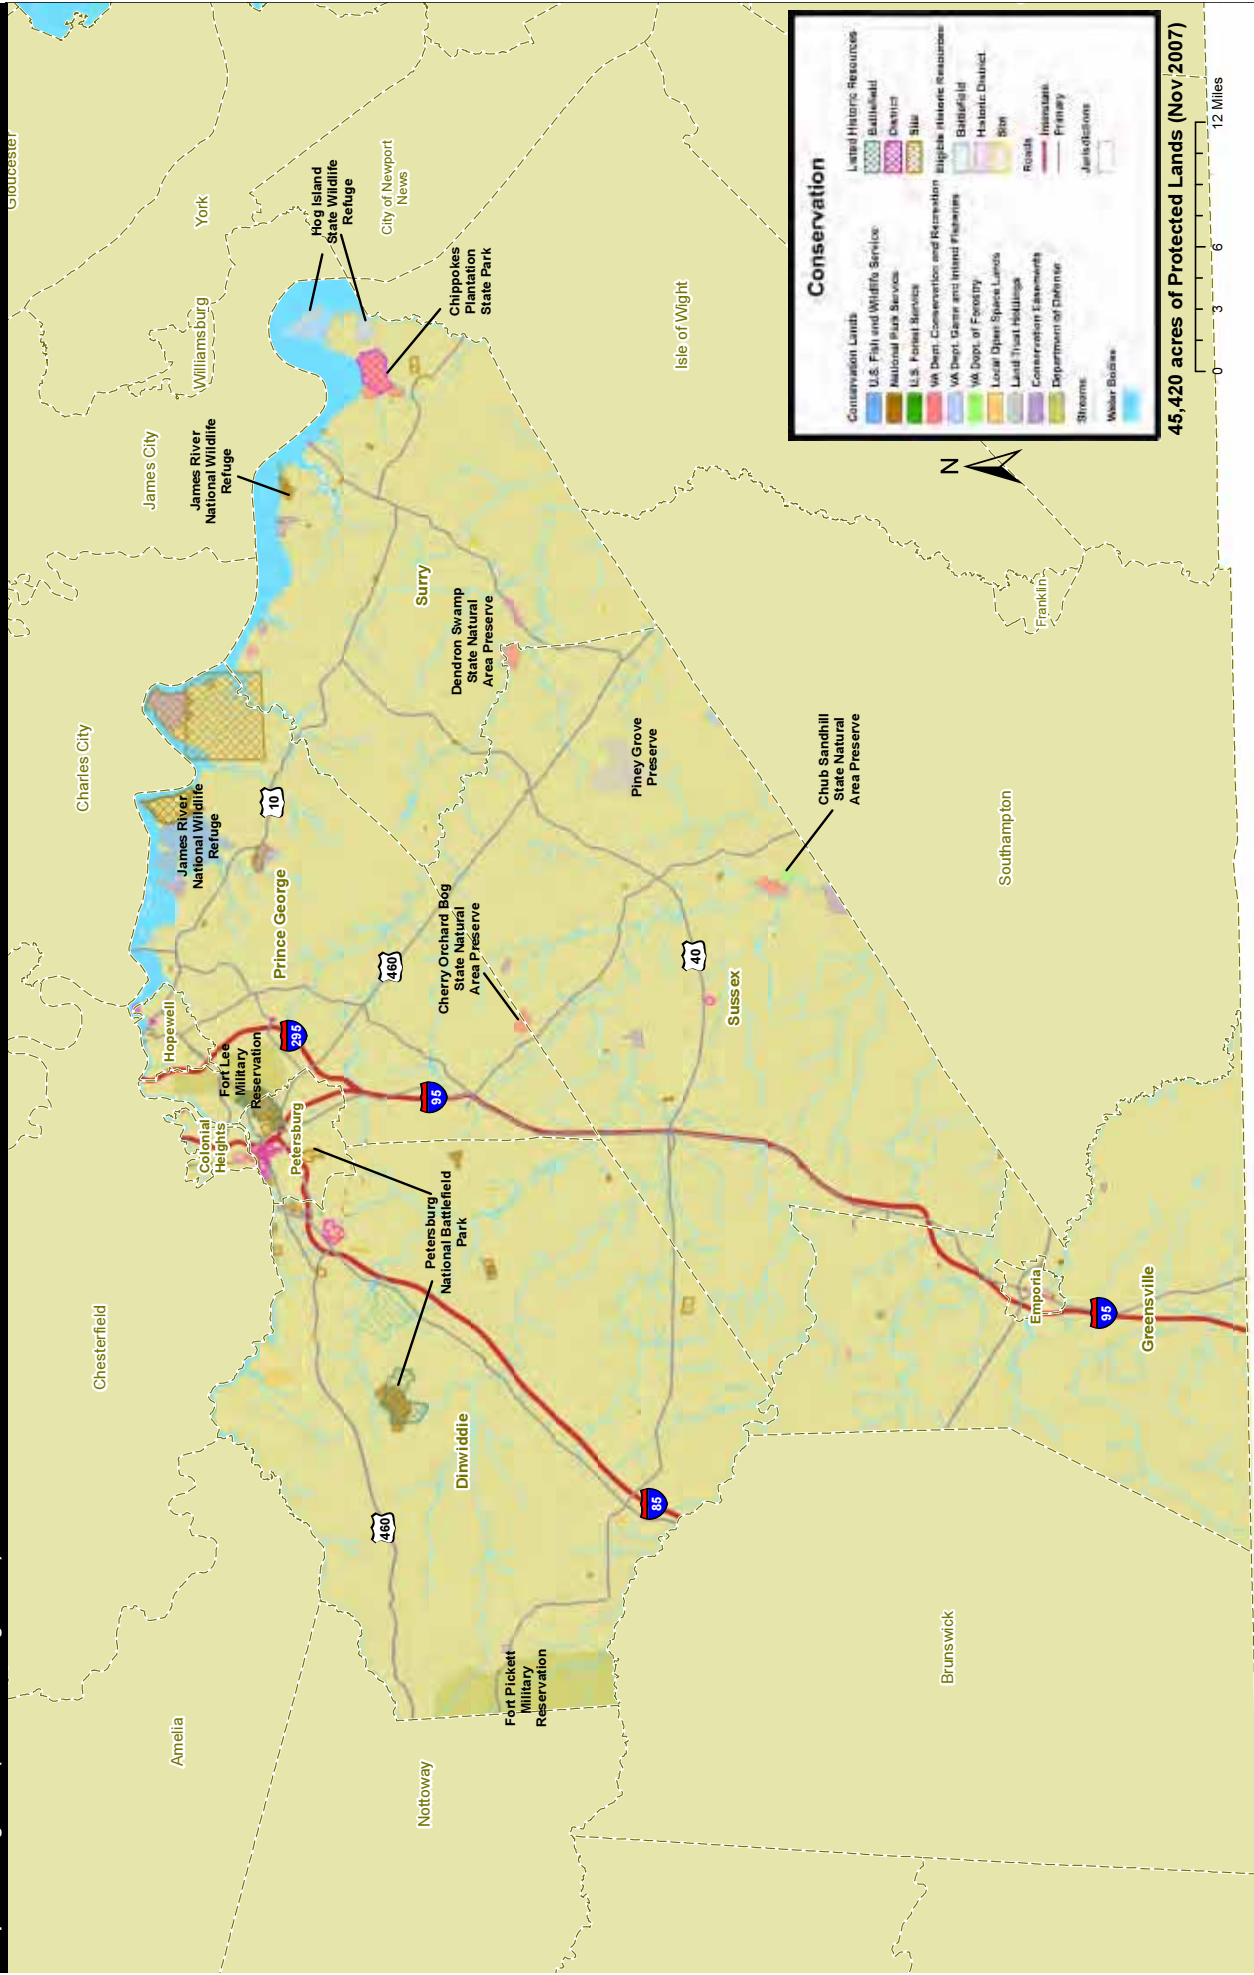 Gloucester
York
Williamsburg
James City
Charles City
City of Newport
News
Isle of Wight
Hog Island
State Wildlife
Refuge
Chippokes
Plantation
State Park
James River
National Wildlife
Refuge
Surry
Dendron Swamp
State Natural
Area Preserve
Piney Grove
Preserve
Chub Sandhill
State Natural
Area Preserve
Southampton
Franklin
James River
National Wildlife
Refuge
10
Prince George
460
Cherry Orchard Bog
State Natural
Area Preserve
40
Sussex
Hopewell
295
Fort Lee
Military
Reservation
95
Colonial
Heights
Petersburg
Petersburg
National Battlefield
Park
Chesterfield
Dinwiddie
460
85
Emporia
95
Greensville
Fort Pickett
Military
Reservation
Amelia
Nottoway
Brunswick
N
Conservation
Conservation Lands
U.S. Fish and Wildlife Service
National Park Service
U.S. Forest Service
VA Dept. Conservation and Recreation
VA Dept. Game and Inland Fisheries
VA Dept. of Forestry
Local Open Space Lands
Land Trust Holdings
Conservation Easements
Department of Defense
Streams
Water Bodies
Listed Historic Resources
Battlefield
District
Site
Eligible Historic Resources
Battlefield
Historic District
Site
Roads
Interstate
Primary
Jurisdictions
45,420 acres of Protected Lands (Nov 2007)
0 3 6 12 Miles